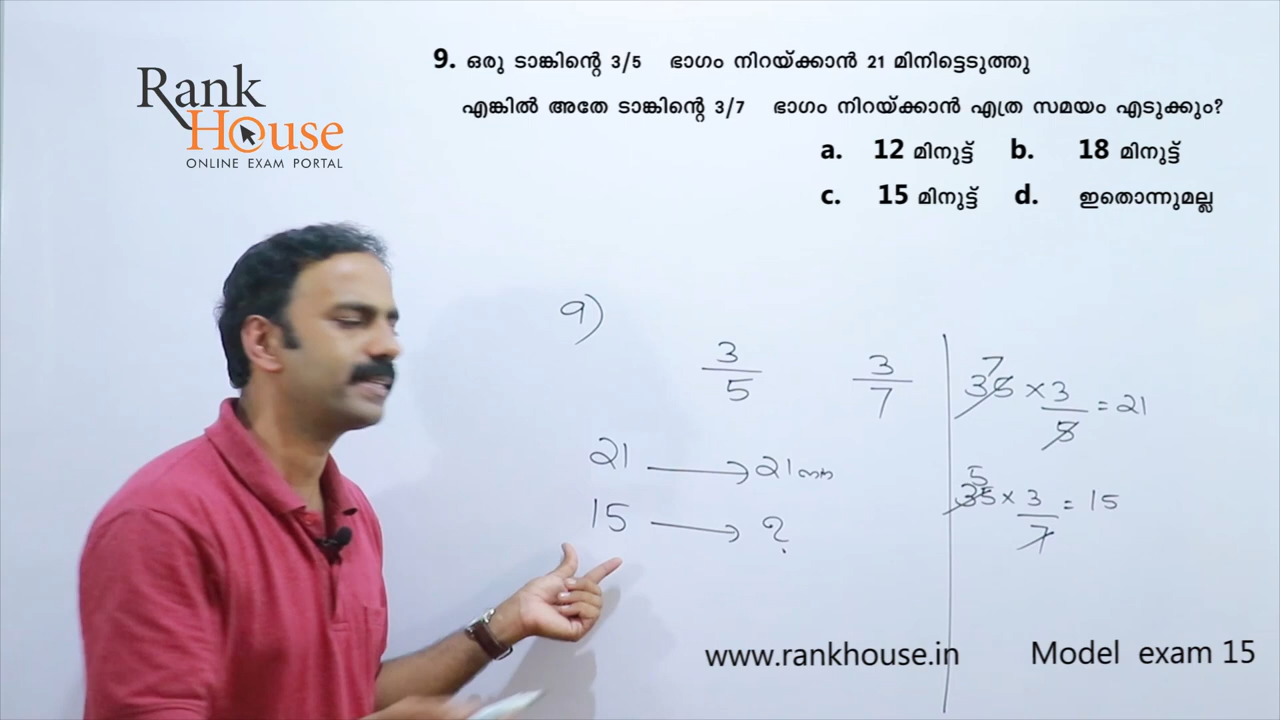 Rank
House
ONLINE EXAM PORTAL
9. ഒരു ടാങ്കിന്റെ 3/5 ഭാഗം നിറയ്ക്കാൻ 21 മിനിട്ടെടുത്തു
എങ്കിൽ അതേ ടാങ്കിന്റെ 3/7 ഭാഗം നിറയ്ക്കാൻ എത്ര സമയം എടുക്കും?
a. 12 മിനുട്ട് b. 18 മിനുട്ട്
c. 15 മിനുട്ട് d. ഇതൊന്നുമല്ല
9)
3/5 3/7
21 → 21
15 → ?
7
35 × 3/5 = 21
5
35 × 3/7 = 15
www.rankhouse.in Model exam 15